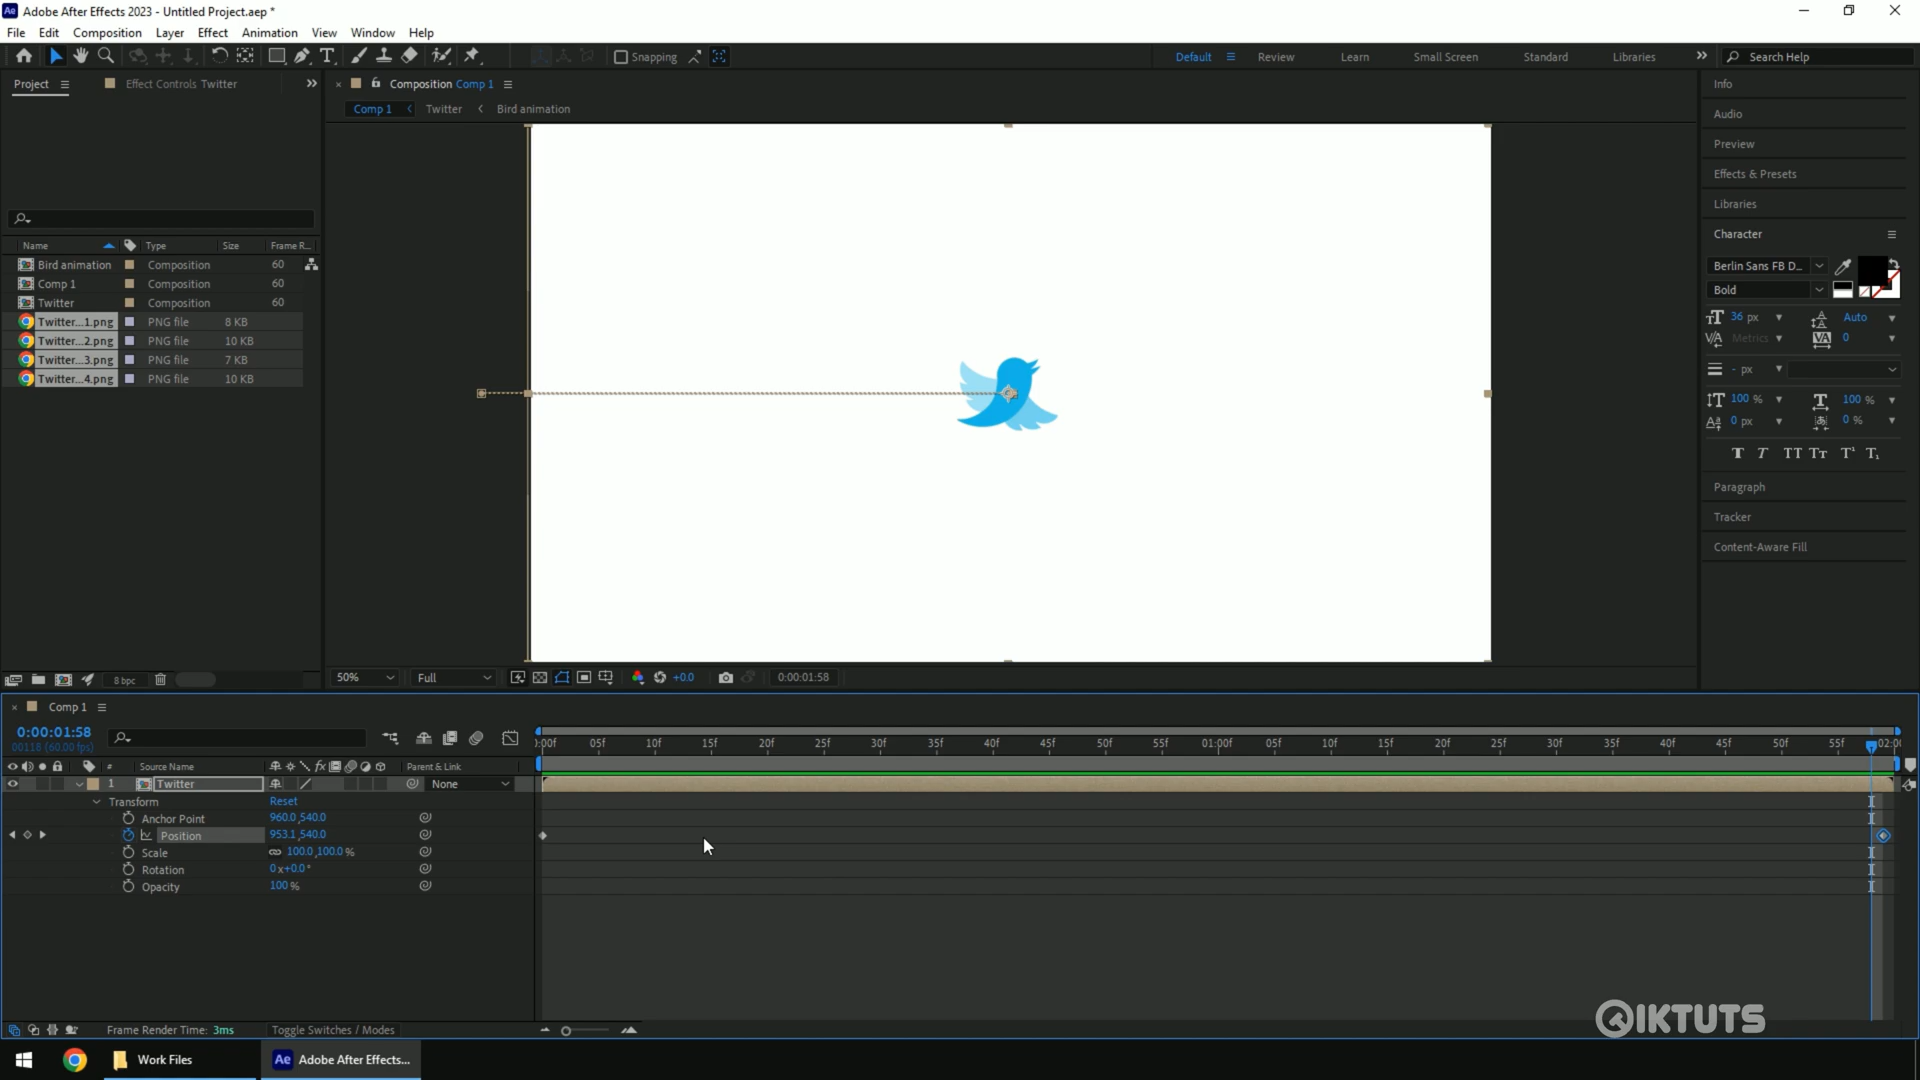 Ae Adobe After Effects 2023 - Untitled Project.aep *
File Edit Composition Layer Effect Animation View Window Help
Snapping
Default Review Learn Small Screen Standard Libraries Search Help
Project Effect Controls Twitter
Composition Comp 1
Comp 1 Twitter Bird animation
Name Type Size Frame R...
Bird animation Composition 60
Comp 1 Composition 60
Twitter Composition 60
Twitter...1.png PNG file 8 KB
Twitter...2.png PNG file 10 KB
Twitter...3.png PNG file 7 KB
Twitter...4.png PNG file 10 KB
Info
Audio
Preview
Effects & Presets
Libraries
Character
Berlin Sans FB D...
Bold
36 px Auto
Metrics 0
- px
100 % 100 %
0 px 0 %
T T TT Tт T¹ T₁
Paragraph
Tracker
Content-Aware Fill
8 bpc
50% Full +0.0 0:00:01:58
Comp 1
0:00:01:58
00118 (60.00 fps)
:00f 05f 10f 15f 20f 25f 30f 35f 40f 45f 50f 55f 01:00f 05f 10f 15f 20f 25f 30f 35f 40f 45f 50f 55f 02:00
# Source Name fx Parent & Link
1 Twitter None
Transform Reset
Anchor Point 960.0,540.0
Position 953.1,540.0
Scale 100.0,100.0 %
Rotation 0x+0.0°
Opacity 100 %
Frame Render Time: 3ms Toggle Switches / Modes
QIKTUTS
Work Files Ae Adobe After Effects...